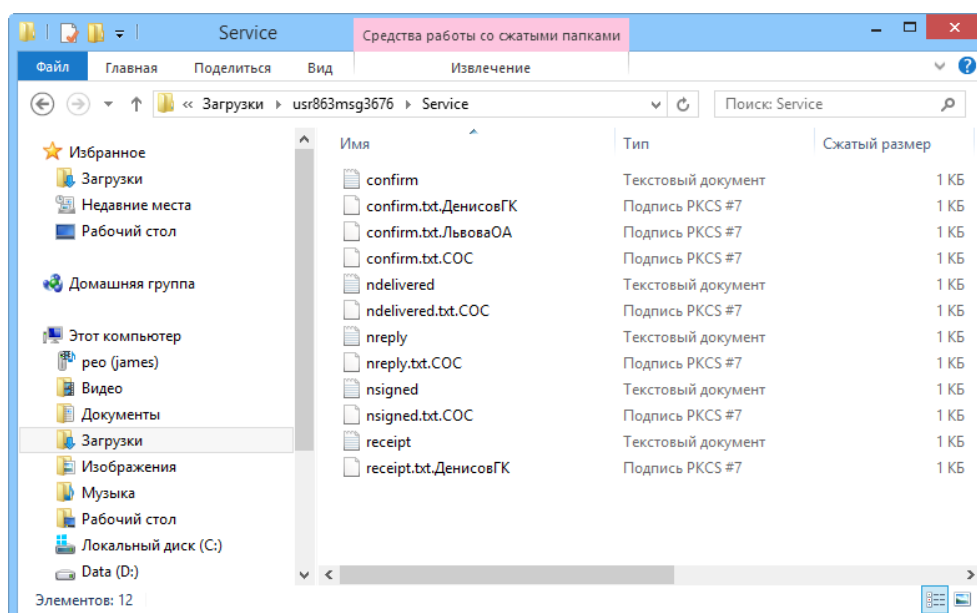 Service
Средства работы со сжатыми папками
Файл Главная Поделиться Вид Извлечение
« Загрузки usr863msg3676 Service Поиск: Service
Избранное
Загрузки
Недавние места
Рабочий стол
Домашняя группа
Этот компьютер
peo (james)
Видео
Документы
Загрузки
Изображения
Музыка
Рабочий стол
Локальный диск (C:)
Data (D:)
Имя Тип Сжатый размер
confirm Текстовый документ 1 КБ
confirm.txt.ДенисовГК Подпись PKCS #7 1 КБ
confirm.txt.ЛьвоваОА Подпись PKCS #7 1 КБ
confirm.txt.СОС Подпись PKCS #7 1 КБ
ndelivered Текстовый документ 1 КБ
ndelivered.txt.СОС Подпись PKCS #7 1 КБ
nreply Текстовый документ 1 КБ
nreply.txt.СОС Подпись PKCS #7 1 КБ
nsigned Текстовый документ 1 КБ
nsigned.txt.СОС Подпись PKCS #7 1 КБ
receipt Текстовый документ 1 КБ
receipt.txt.ДенисовГК Подпись PKCS #7 1 КБ
Элементов: 12